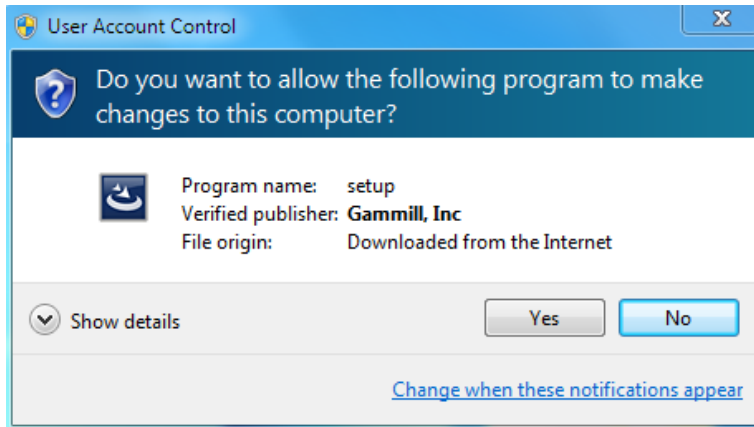 User Account Control
Do you want to allow the following program to make
changes to this computer?
Program name: setup
Verified publisher: Gammill, Inc
File origin: Downloaded from the Internet
Show details
Yes
No
Change when these notifications appear